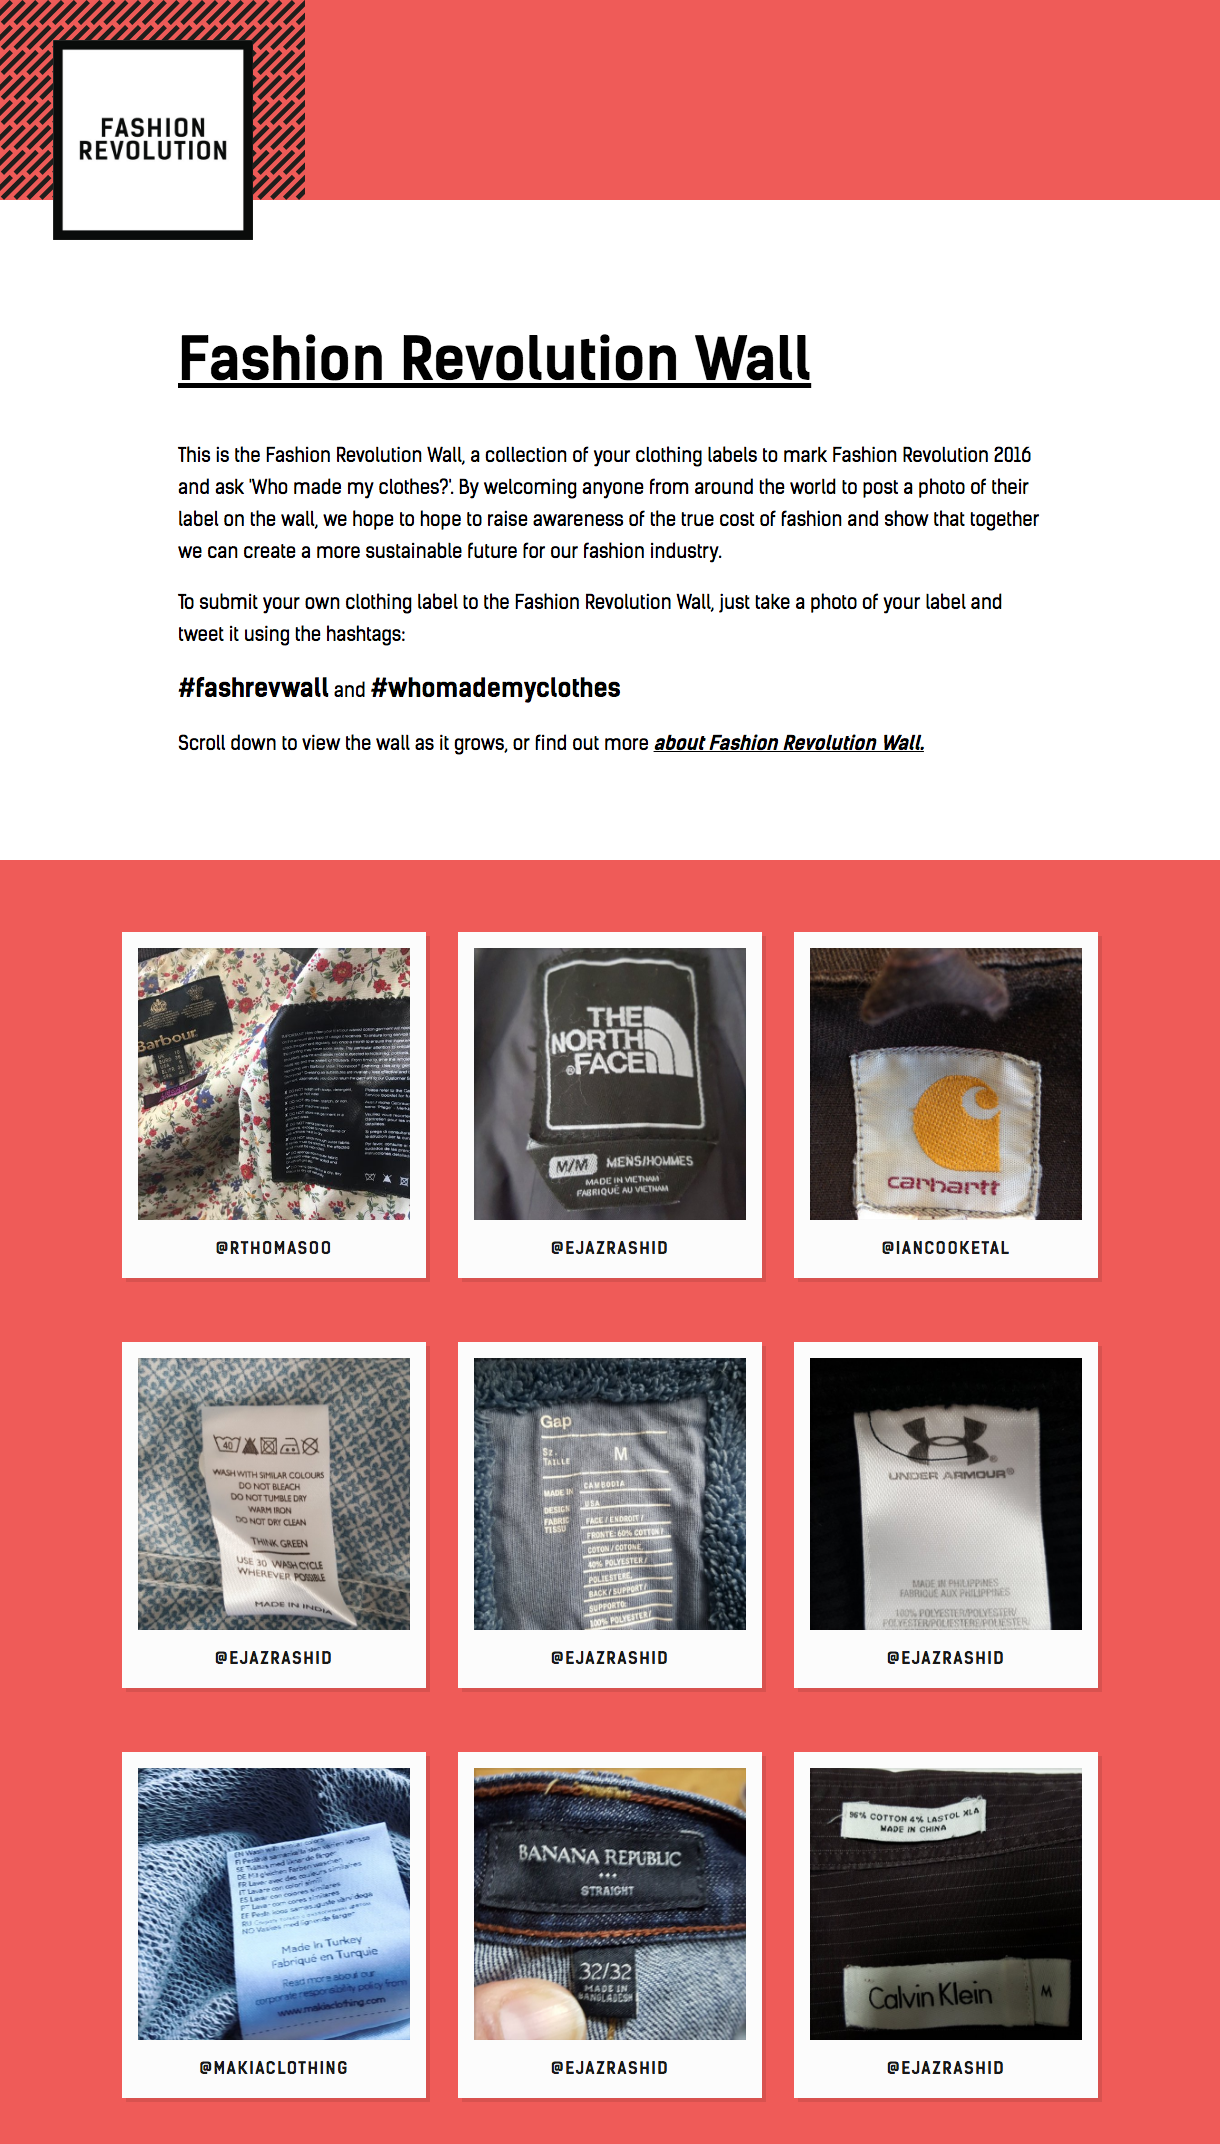 FASHION
REVOLUTION
Fashion Revolution Wall
This is the Fashion Revolution Wall, a collection of your clothing labels to mark Fashion Revolution 2016
and ask 'Who made my clothes?'. By welcoming anyone from around the world to post a photo of their
label on the wall, we hope to hope to raise awareness of the true cost of fashion and show that together
we can create a more sustainable future for our fashion industry.
To submit your own clothing label to the Fashion Revolution Wall, just take a photo of your label and
tweet it using the hashtags:
#fashrevwall and #whomademyclothes
Scroll down to view the wall as it grows, or find out more about Fashion Revolution Wall.
Barbour
@RTHOMASOO
THE
NORTH
FACE
M/M MENS/HOMMES
MADE IN VIETNAM
FABRIQUÉ AU VIETNAM
@EJAZRASHID
carhartt
@IANCOOKETAL
40
WASH WITH SIMILAR COLOURS
DO NOT BLEACH
DO NOT TUMBLE DRY
WARM IRON
DO NOT DRY CLEAN
THINK GREEN
USE 30 WASH CYCLE
WHEREVER POSSIBLE
MADE IN INDIA
@EJAZRASHID
Gap
SZ.
TAILLE M
MADE IN CAMBODIA
DESIGN USA
FABRIC
TISSU
FACE / ENDROIT /
FRONTE: 60% COTTON /
COTON / COTONE,
40% POLYESTER /
POLIESTERE,
BACK / SUPPORT /
SUPPORTO:
100% POLYESTER /
@EJAZRASHID
UNDER ARMOUR®
MADE IN PHILIPPINES
FABRIQUE AUX PHILIPPINES
100% POLYESTER/POLYESTER/
POLYESTER/POLIESTERE/POLIESTER/
@EJAZRASHID
Made in Turkey
Fabriqué en Turquie
Read more about our
corporate responsibility policy from
www.makiaclothing.com
@MAKIACLOTHING
BANANA REPUBLIC
STRAIGHT
32/32
MADE IN
BANGLADESH
@EJAZRASHID
96% COTTON 4% LASTOL XLA
MADE IN CHINA
Calvin Klein M
@EJAZRASHID